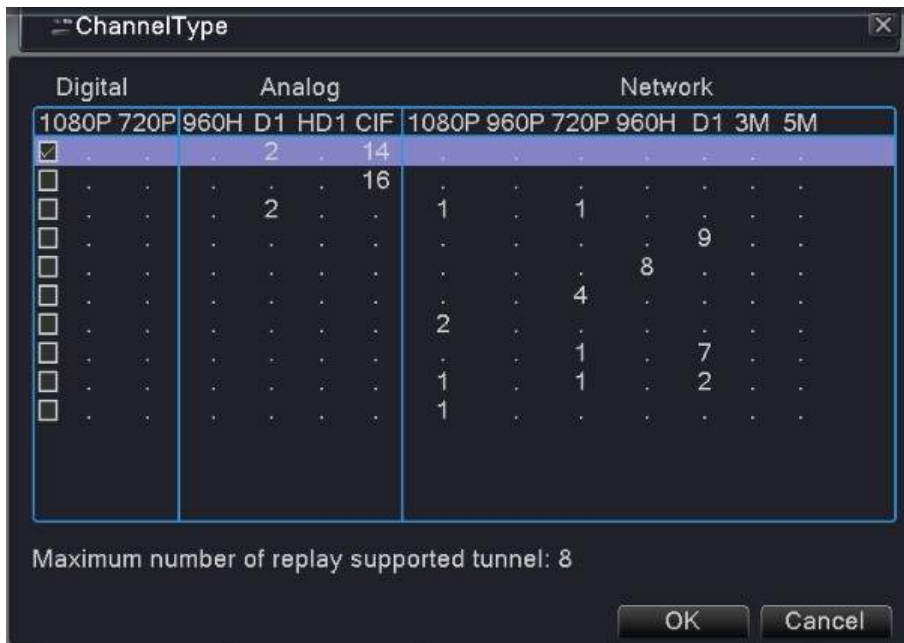 ChannelType
Digital Analog Network
1080P 720P 960H D1 HD1 CIF 1080P 960P 720P 960H D1 3M 5M
. . . 2 . 14 . . . . . . .
. . . . . 16 . . . . . . .
. . . 2 . . 1 . 1 . . . .
. . . . . . . . . . 9 . .
. . . . . . . . . 8 . . .
. . . . . . . . 4 . . . .
. . . . . . 2 . . . . . .
. . . . . . . . 1 . 7 . .
. . . . . . 1 . 1 . 2 . .
. . . . . . 1 . . . . . .
Maximum number of replay supported tunnel: 8
OK Cancel